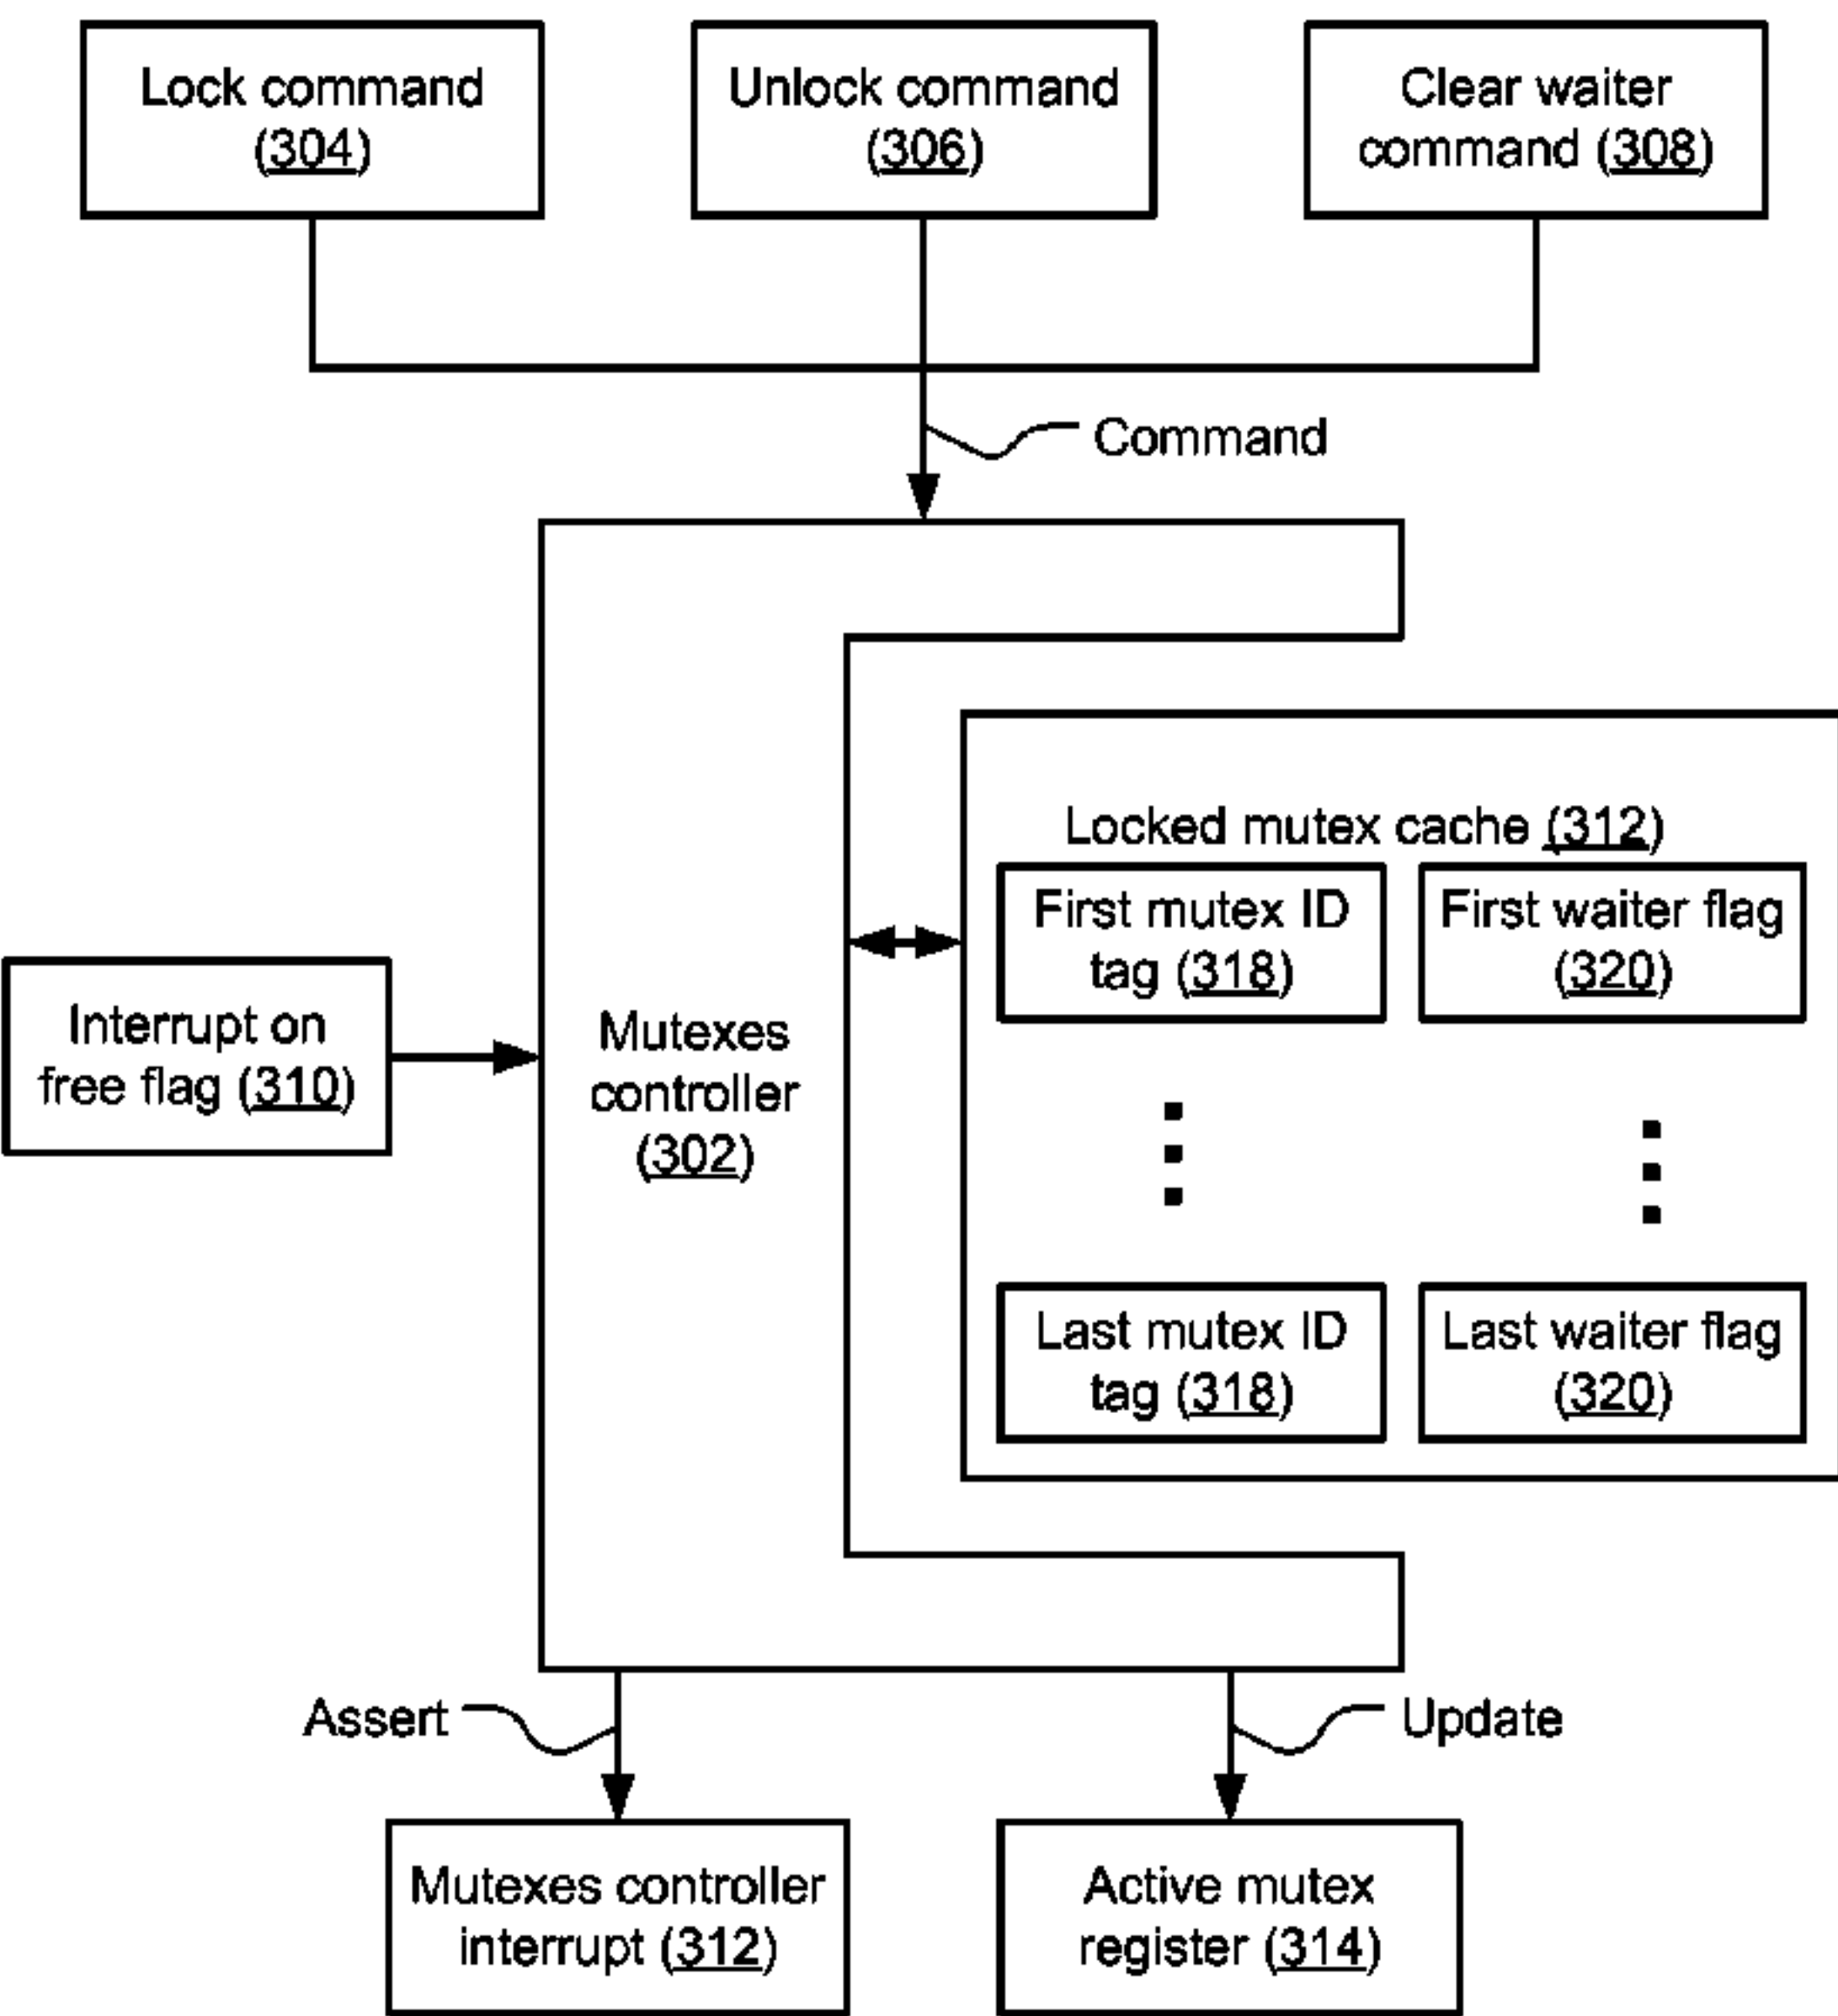 Lock command
(304)
Unlock command
(306)
Clear waiter
command (308)
Command
Locked mutex cache (312)
First mutex ID
tag (318)
First waiter flag
(320)
Interrupt on
free flag (310)
Mutexes
controller
(302)
Last mutex ID
tag (318)
Last waiter flag
(320)
Assert
Update
Mutexes controller
interrupt (312)
Active mutex
register (314)